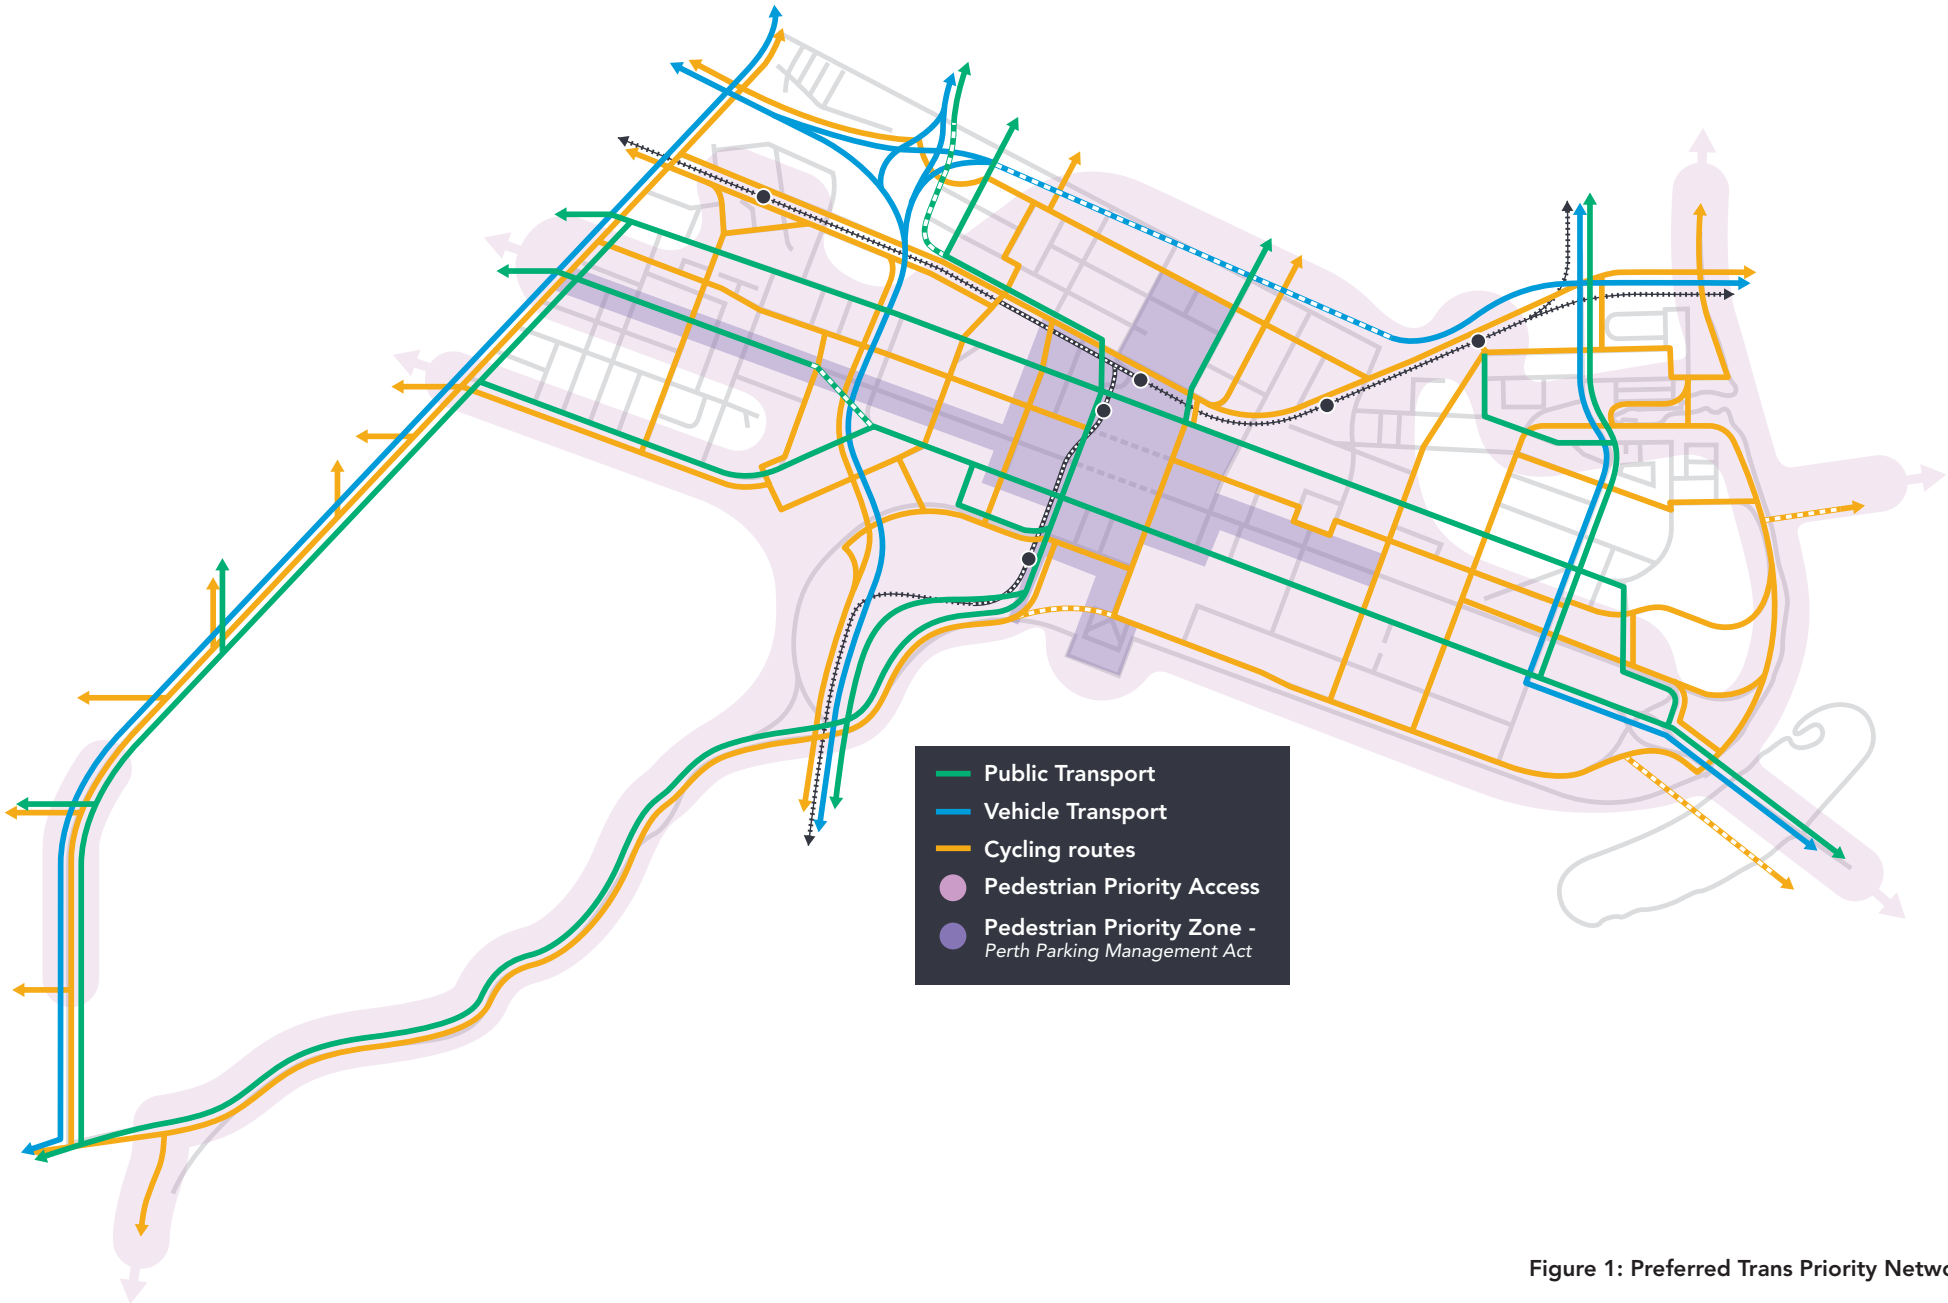 Public Transport
Vehicle Transport
Cycling routes
Pedestrian Priority Access
Pedestrian Priority Zone -
Perth Parking Management Act
Figure 1: Preferred Trans Priority